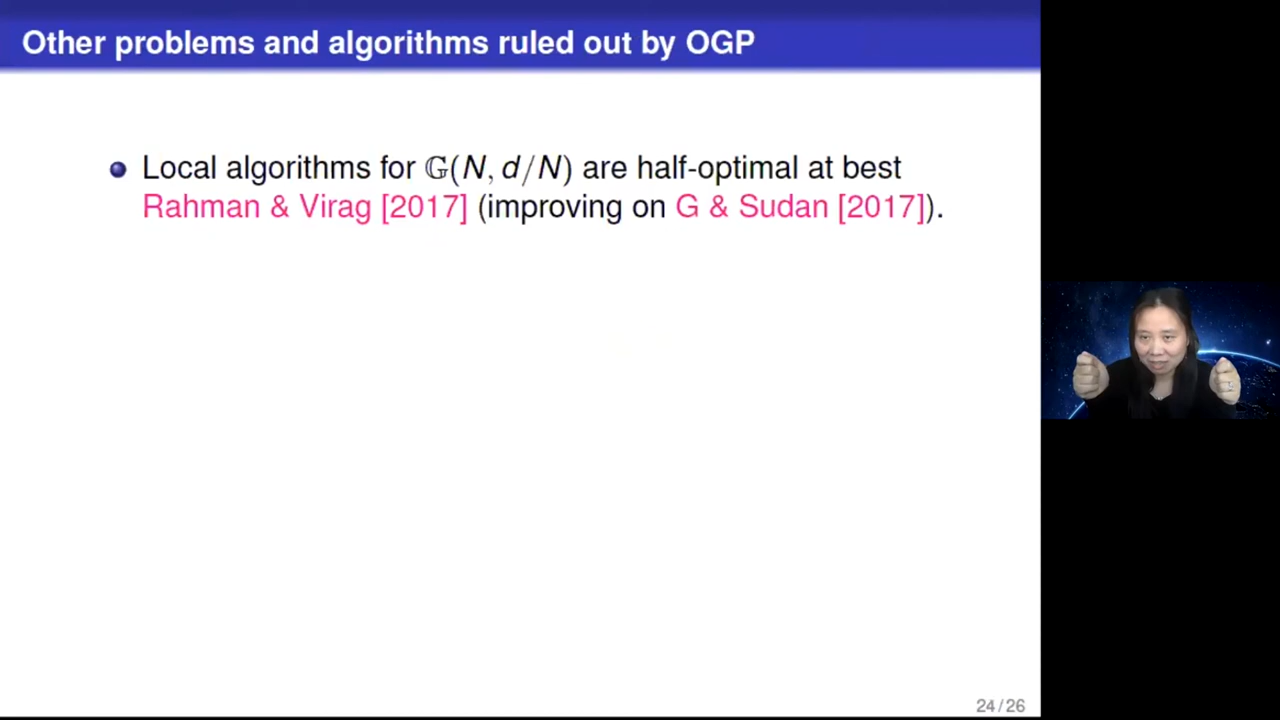 Other problems and algorithms ruled out by OGP
Local algorithms for 𝔾(N, d/N) are half-optimal at best
Rahman & Virag [2017] (improving on G & Sudan [2017]).
24 / 26